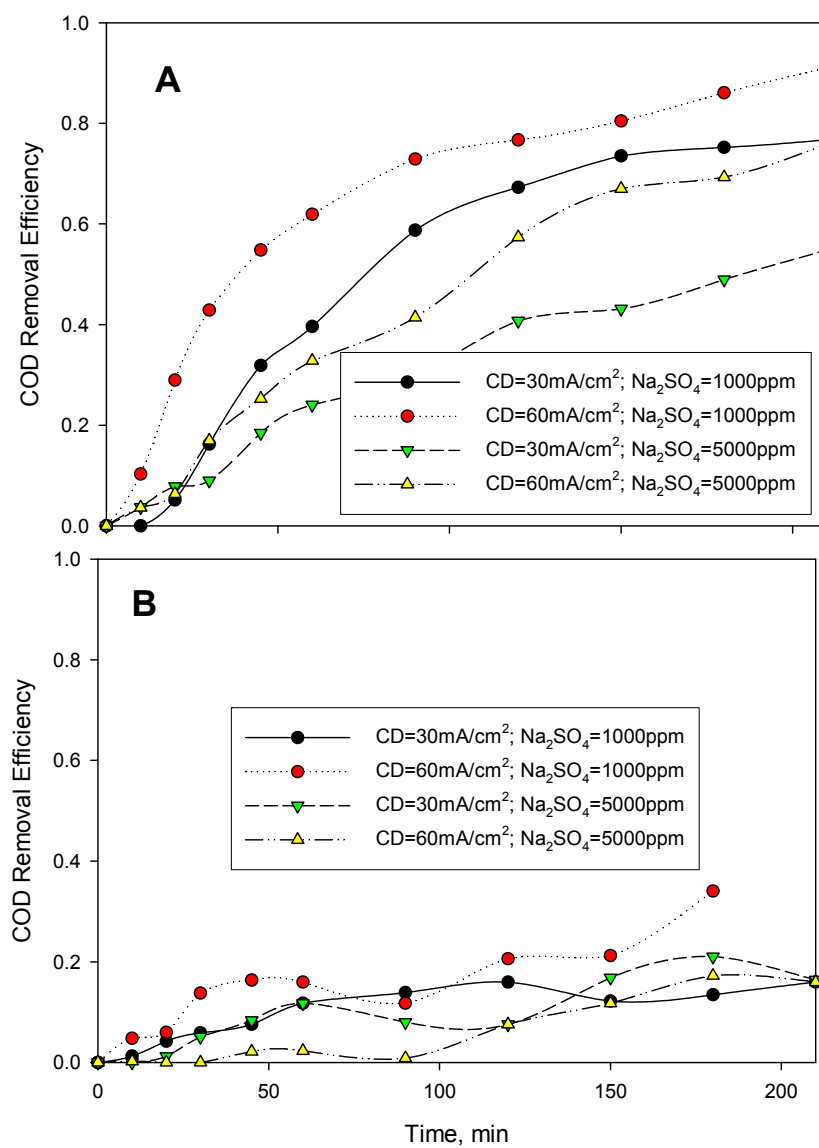 1.0
A
0.8
0.6
COD Removal Efficiency
0.4
CD=30mA/cm²; Na₂SO₄=1000ppm
CD=60mA/cm²; Na₂SO₄=1000ppm
CD=30mA/cm²; Na₂SO₄=5000ppm
CD=60mA/cm²; Na₂SO₄=5000ppm
0.2
0.0
1.0
B
0.8
0.6
COD Removal Efficiency
CD=30mA/cm²; Na₂SO₄=1000ppm
CD=60mA/cm²; Na₂SO₄=1000ppm
CD=30mA/cm²; Na₂SO₄=5000ppm
CD=60mA/cm²; Na₂SO₄=5000ppm
0.4
0.2
0.0
0 50 100 150 200
Time, min